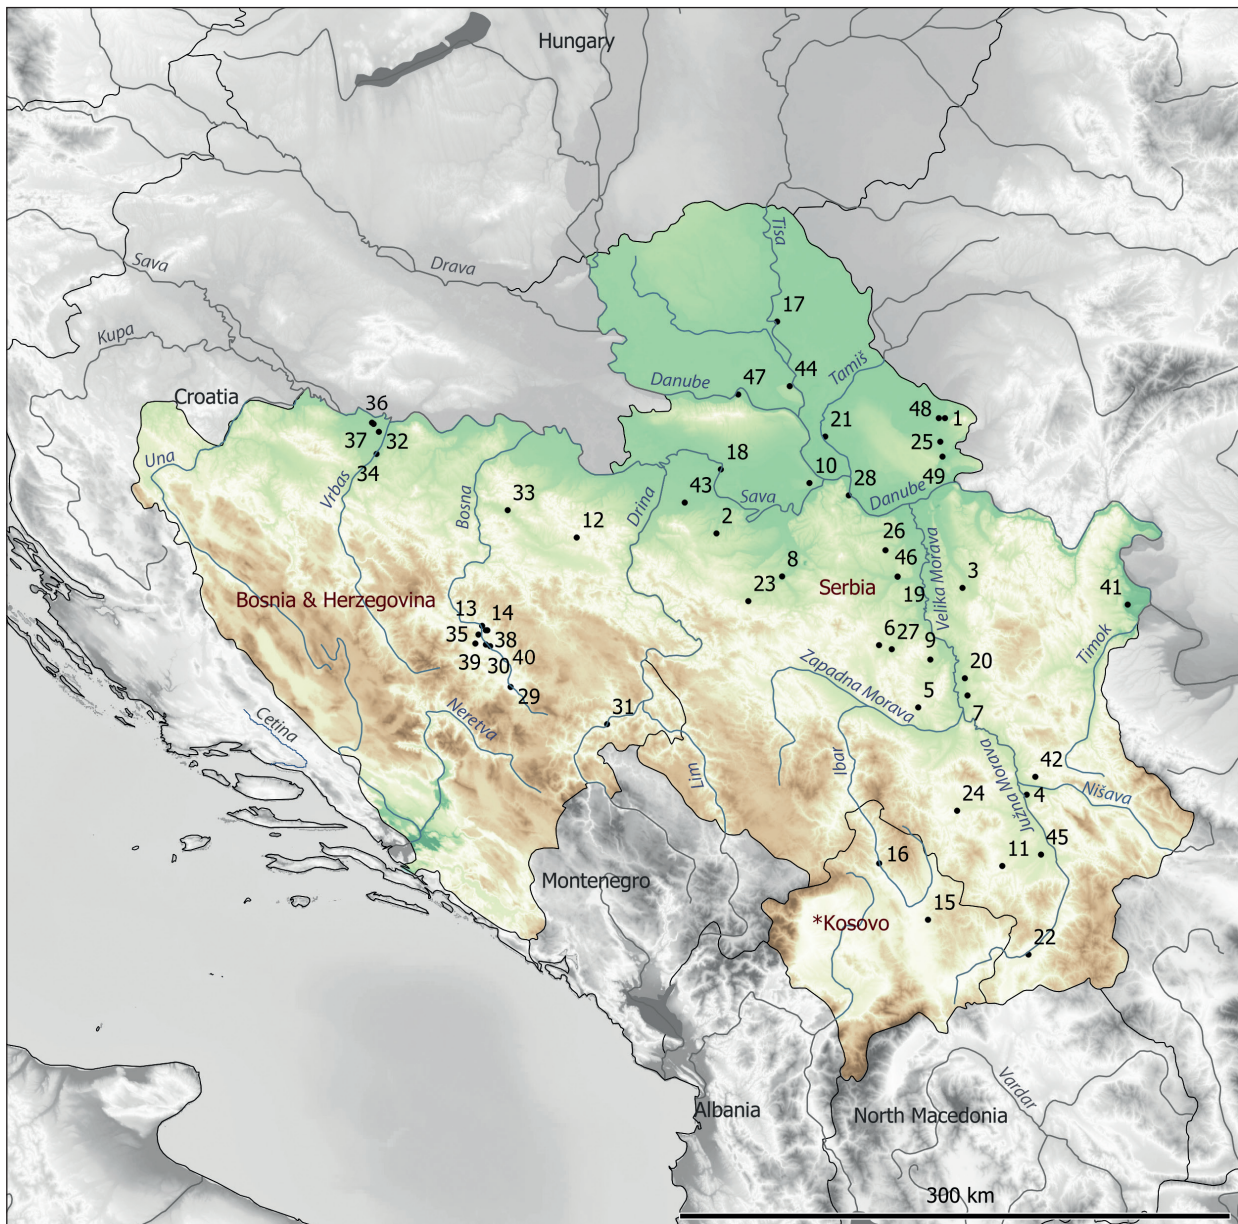 Hungary
Tisa
Sava
Drava
17
Kupa
Tamiš
Danube
47
44
Croatia
36
48
1
37
32
21
25
Una
34
18
10
28
49
Vrbas
Bosna
33
Drina
43
Sava
Danube
12
2
26
8
46
3
23
Serbia
19
Velika Morava
41
Bosnia & Herzegovina
13
14
35
38
6
27
9
Timok
39
30
40
Zapadna Morava
20
29
5
7
Cetina
Neretva
31
Ibar
Lim
Južna Morava
42
24
4
Nišava
16
11
45
Montenegro
15
*Kosovo
22
Vardar
Albania
North Macedonia
300 km